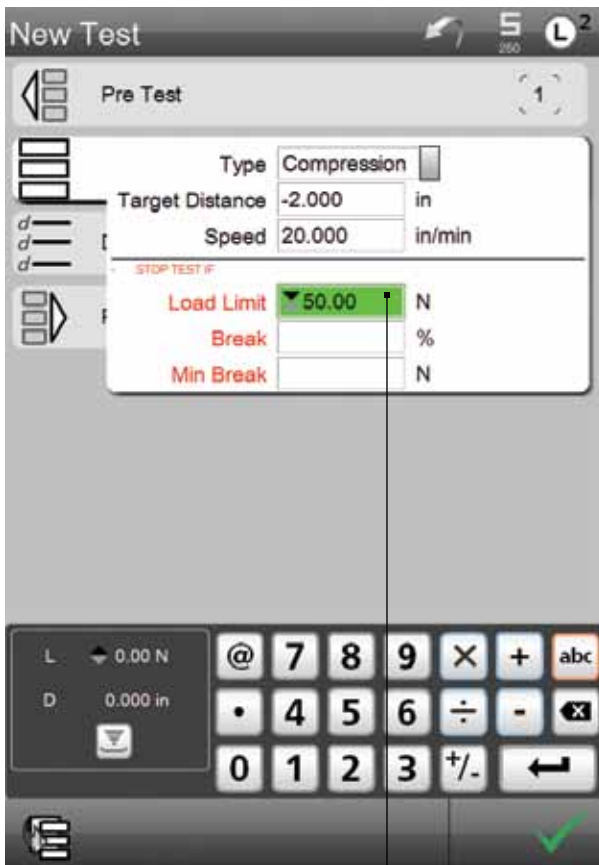 New Test
S
250
L 2
Pre Test
1
Type Compression
Target Distance -2.000 in
d
d
d
Speed 20.000 in/min
- STOP TEST IF
Load Limit 50.00 N
Break %
Min Break N
L 0.00 N
D 0.000 in
@ 7 8 9 × + abc
• 4 5 6 ÷ -
0 1 2 3 +/-